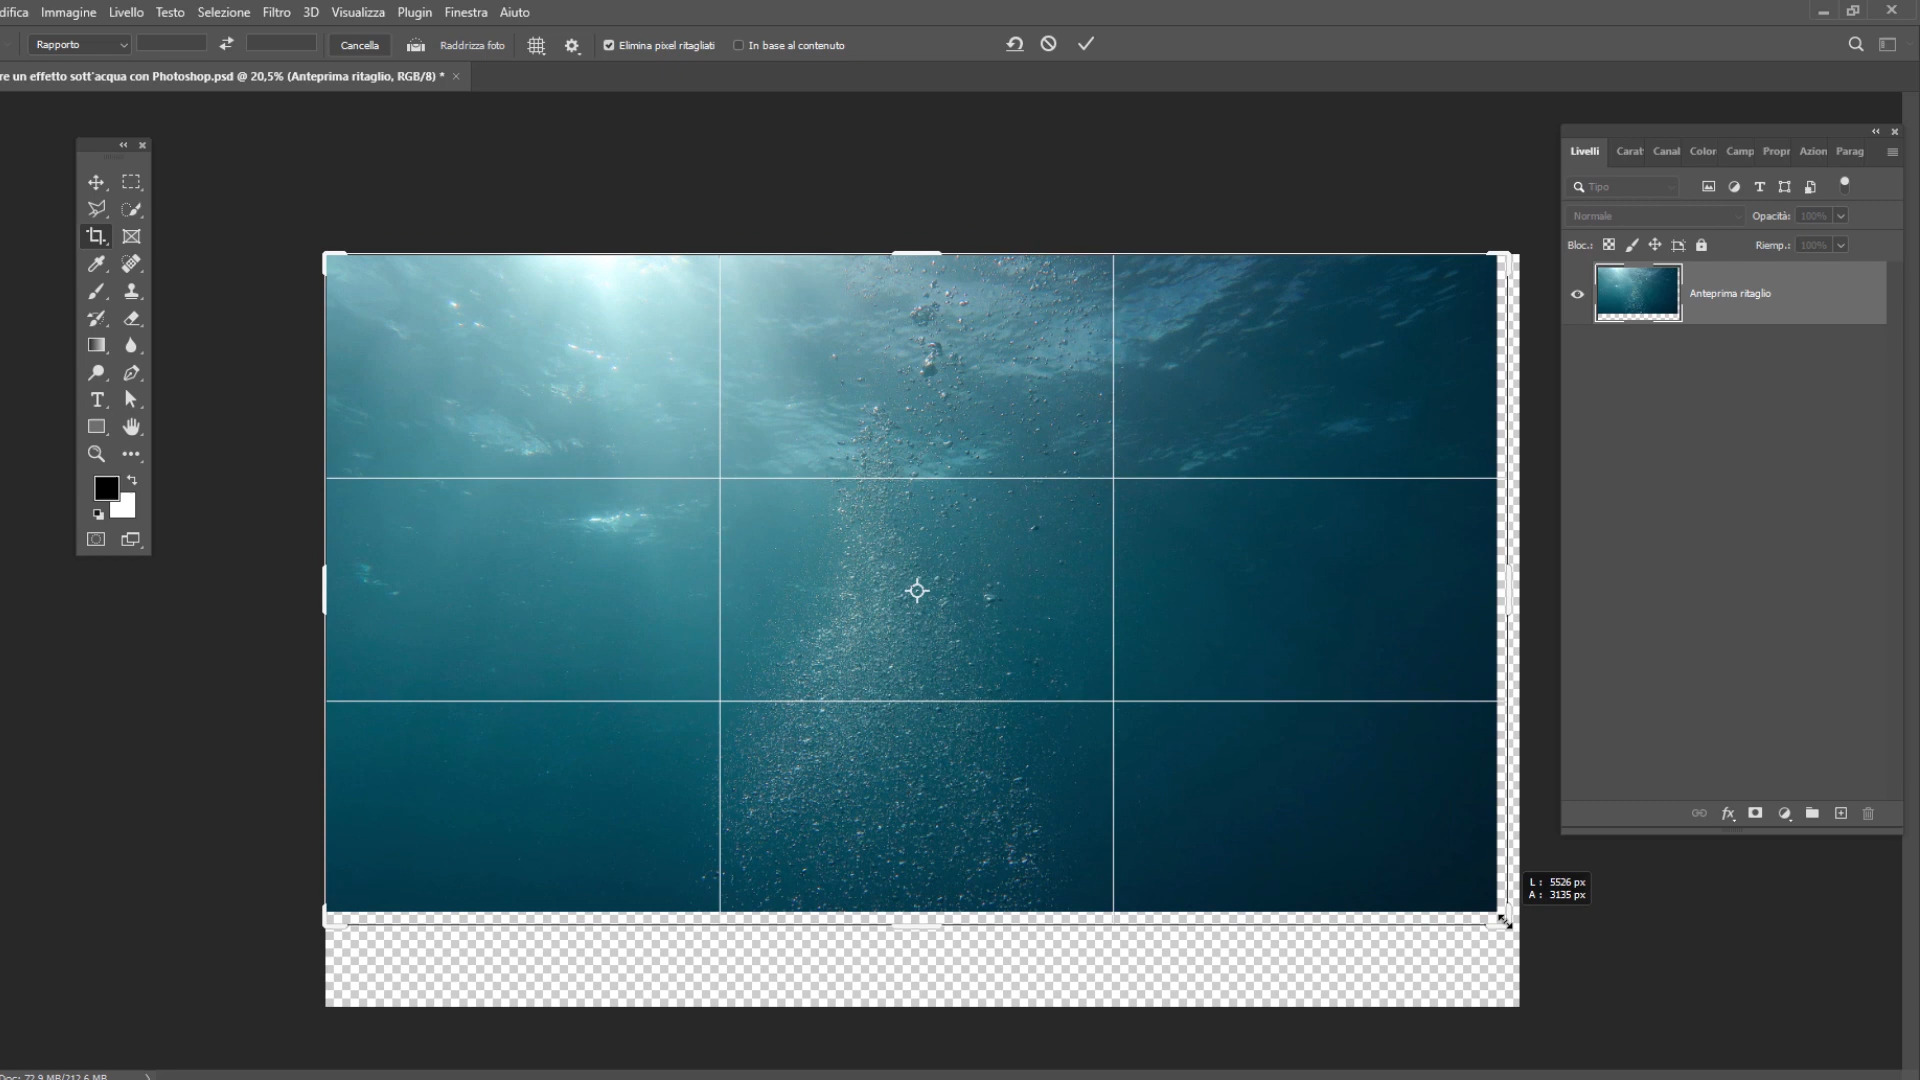 difica Immagine Livello Testo Selezione Filtro 3D Visualizza Plugin Finestra Aiuto
Rapporto Cancella Raddrizza foto Elimina pixel ritagliati In base al contenuto
re un effetto sott'acqua con Photoshop.psd @ 20,5% (Anteprima ritaglio, RGB/8) *
Livelli Carat Canal Color Camp Propr Azion Parag
Tipo
Normale Opacità: 100%
Bloc.: Riemp.: 100%
Anteprima ritaglio
fx
L : 5526 px
A : 3135 px
Doc: 72,9 MB/212,6 MB